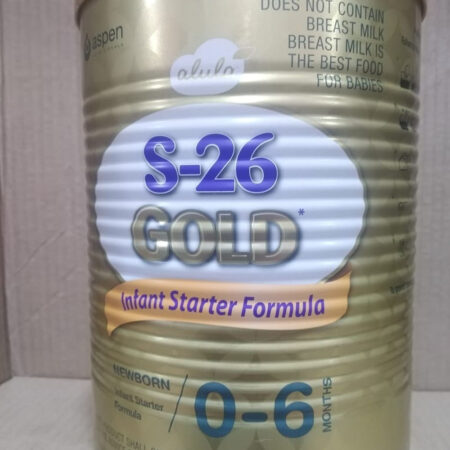 aspen
DOES NOT CONTAIN
BREAST MILK
BREAST MILK IS
THE BEST FOOD
FOR BABIES
alula
S-26
GOLD*
Infant Starter Formula
NEWBORN
Infant Starter
Formula
0-6
MONTHS